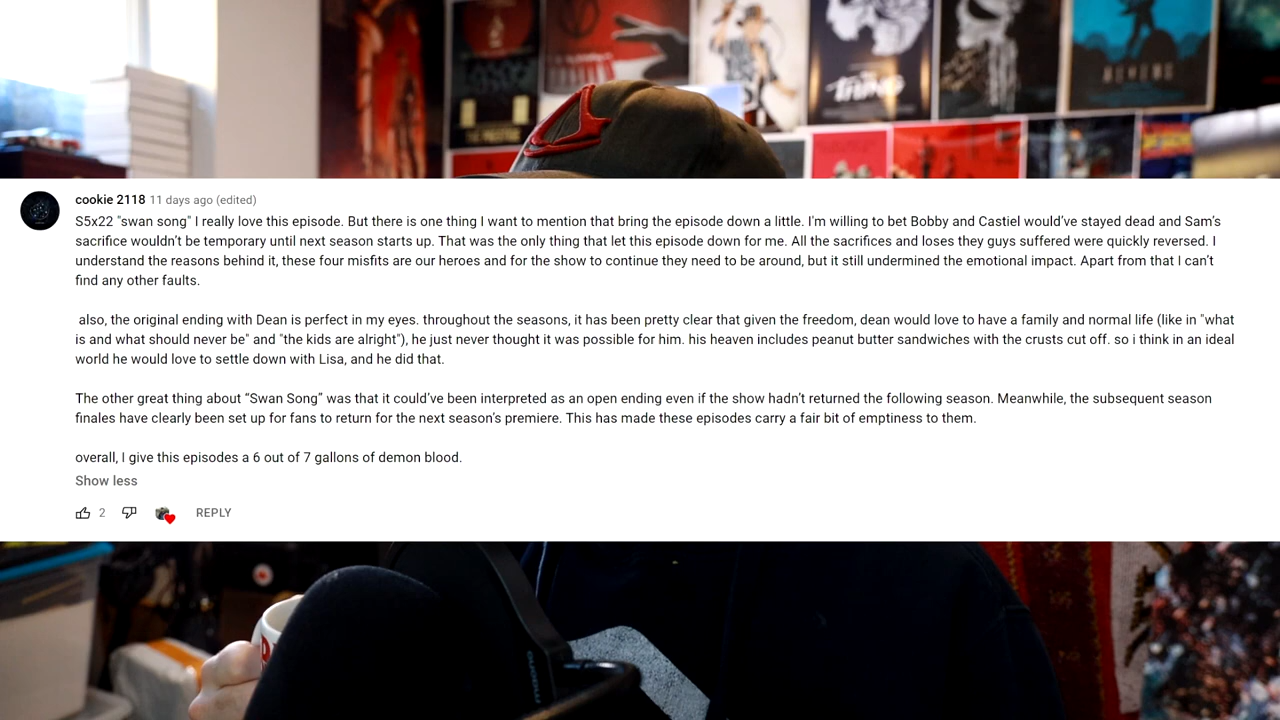 THE THING
ALIENS
cookie 2118 11 days ago (edited)
S5x22 "swan song" I really love this episode. But there is one thing I want to mention that bring the episode down a little. I'm willing to bet Bobby and Castiel would've stayed dead and Sam's
sacrifice wouldn't be temporary until next season starts up. That was the only thing that let this episode down for me. All the sacrifices and loses they guys suffered were quickly reversed. I
understand the reasons behind it, these four misfits are our heroes and for the show to continue they need to be around, but it still undermined the emotional impact. Apart from that I can't
find any other faults.
also, the original ending with Dean is perfect in my eyes. throughout the seasons, it has been pretty clear that given the freedom, dean would love to have a family and normal life (like in "what
is and what should never be" and "the kids are alright"), he just never thought it was possible for him. his heaven includes peanut butter sandwiches with the crusts cut off. so i think in an ideal
world he would love to settle down with Lisa, and he did that.
The other great thing about “Swan Song” was that it could've been interpreted as an open ending even if the show hadn't returned the following season. Meanwhile, the subsequent season
finales have clearly been set up for fans to return for the next season's premiere. This has made these episodes carry a fair bit of emptiness to them.
overall, I give this episodes a 6 out of 7 gallons of demon blood.
Show less
2 REPLY